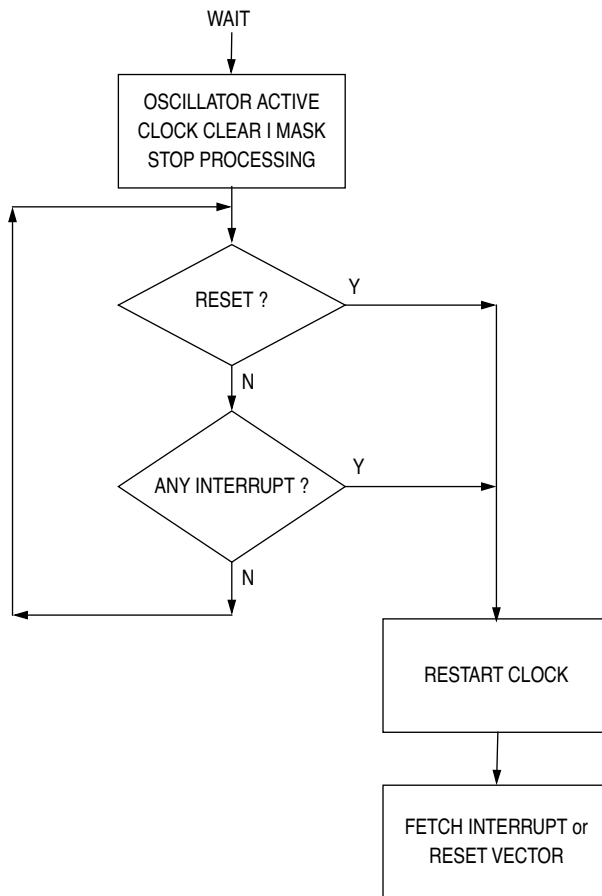 WAIT
OSCILLATOR ACTIVE
CLOCK CLEAR I MASK
STOP PROCESSING
RESET ?
Y
N
ANY INTERRUPT ?
Y
N
RESTART CLOCK
FETCH INTERRUPT or
RESET VECTOR